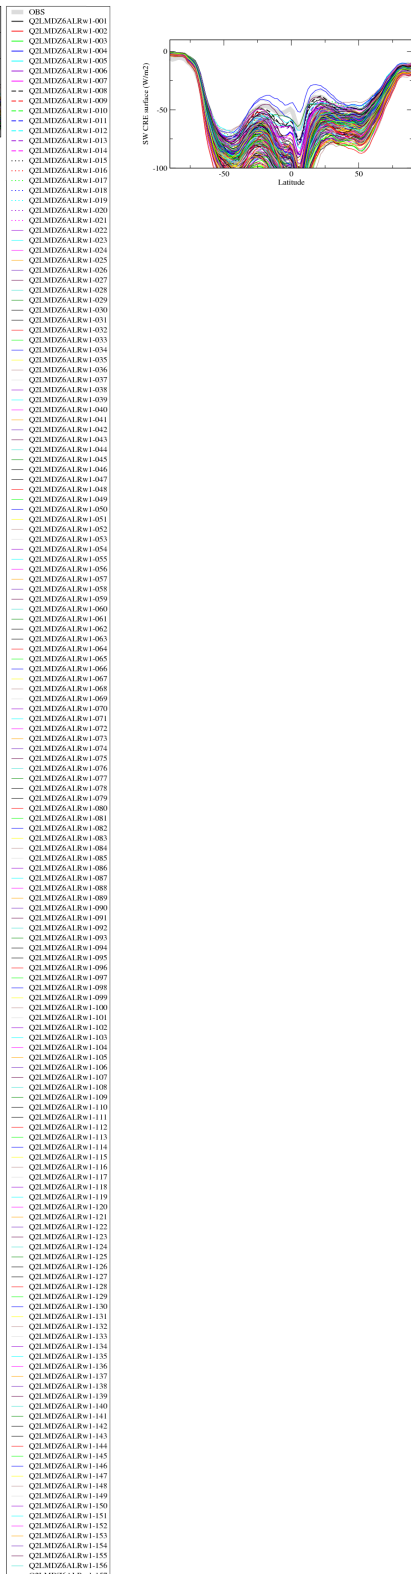 OBS
Q2LMDZ6ALRw1-001
Q2LMDZ6ALRw1-002
Q2LMDZ6ALRw1-003
Q2LMDZ6ALRw1-004
Q2LMDZ6ALRw1-005
Q2LMDZ6ALRw1-006
Q2LMDZ6ALRw1-007
Q2LMDZ6ALRw1-008
Q2LMDZ6ALRw1-009
Q2LMDZ6ALRw1-010
Q2LMDZ6ALRw1-011
Q2LMDZ6ALRw1-012
Q2LMDZ6ALRw1-013
Q2LMDZ6ALRw1-014
Q2LMDZ6ALRw1-015
Q2LMDZ6ALRw1-016
Q2LMDZ6ALRw1-017
Q2LMDZ6ALRw1-018
Q2LMDZ6ALRw1-019
Q2LMDZ6ALRw1-020
Q2LMDZ6ALRw1-021
Q2LMDZ6ALRw1-022
Q2LMDZ6ALRw1-023
Q2LMDZ6ALRw1-024
Q2LMDZ6ALRw1-025
Q2LMDZ6ALRw1-026
Q2LMDZ6ALRw1-027
Q2LMDZ6ALRw1-028
Q2LMDZ6ALRw1-029
Q2LMDZ6ALRw1-030
Q2LMDZ6ALRw1-031
Q2LMDZ6ALRw1-032
Q2LMDZ6ALRw1-033
Q2LMDZ6ALRw1-034
Q2LMDZ6ALRw1-035
Q2LMDZ6ALRw1-036
Q2LMDZ6ALRw1-037
Q2LMDZ6ALRw1-038
Q2LMDZ6ALRw1-039
Q2LMDZ6ALRw1-040
Q2LMDZ6ALRw1-041
Q2LMDZ6ALRw1-042
Q2LMDZ6ALRw1-043
Q2LMDZ6ALRw1-044
Q2LMDZ6ALRw1-045
Q2LMDZ6ALRw1-046
Q2LMDZ6ALRw1-047
Q2LMDZ6ALRw1-048
Q2LMDZ6ALRw1-049
Q2LMDZ6ALRw1-050
Q2LMDZ6ALRw1-051
Q2LMDZ6ALRw1-052
Q2LMDZ6ALRw1-053
Q2LMDZ6ALRw1-054
Q2LMDZ6ALRw1-055
Q2LMDZ6ALRw1-056
Q2LMDZ6ALRw1-057
Q2LMDZ6ALRw1-058
Q2LMDZ6ALRw1-059
Q2LMDZ6ALRw1-060
Q2LMDZ6ALRw1-061
Q2LMDZ6ALRw1-062
Q2LMDZ6ALRw1-063
Q2LMDZ6ALRw1-064
Q2LMDZ6ALRw1-065
Q2LMDZ6ALRw1-066
Q2LMDZ6ALRw1-067
Q2LMDZ6ALRw1-068
Q2LMDZ6ALRw1-069
Q2LMDZ6ALRw1-070
Q2LMDZ6ALRw1-071
Q2LMDZ6ALRw1-072
Q2LMDZ6ALRw1-073
Q2LMDZ6ALRw1-074
Q2LMDZ6ALRw1-075
Q2LMDZ6ALRw1-076
Q2LMDZ6ALRw1-077
Q2LMDZ6ALRw1-078
Q2LMDZ6ALRw1-079
Q2LMDZ6ALRw1-080
Q2LMDZ6ALRw1-081
Q2LMDZ6ALRw1-082
Q2LMDZ6ALRw1-083
Q2LMDZ6ALRw1-084
Q2LMDZ6ALRw1-085
Q2LMDZ6ALRw1-086
Q2LMDZ6ALRw1-087
Q2LMDZ6ALRw1-088
Q2LMDZ6ALRw1-089
Q2LMDZ6ALRw1-090
Q2LMDZ6ALRw1-091
Q2LMDZ6ALRw1-092
Q2LMDZ6ALRw1-093
Q2LMDZ6ALRw1-094
Q2LMDZ6ALRw1-095
Q2LMDZ6ALRw1-096
Q2LMDZ6ALRw1-097
Q2LMDZ6ALRw1-098
Q2LMDZ6ALRw1-099
Q2LMDZ6ALRw1-100
Q2LMDZ6ALRw1-101
Q2LMDZ6ALRw1-102
Q2LMDZ6ALRw1-103
Q2LMDZ6ALRw1-104
Q2LMDZ6ALRw1-105
Q2LMDZ6ALRw1-106
Q2LMDZ6ALRw1-107
Q2LMDZ6ALRw1-108
Q2LMDZ6ALRw1-109
Q2LMDZ6ALRw1-110
Q2LMDZ6ALRw1-111
Q2LMDZ6ALRw1-112
Q2LMDZ6ALRw1-113
Q2LMDZ6ALRw1-114
Q2LMDZ6ALRw1-115
Q2LMDZ6ALRw1-116
Q2LMDZ6ALRw1-117
Q2LMDZ6ALRw1-118
Q2LMDZ6ALRw1-119
Q2LMDZ6ALRw1-120
Q2LMDZ6ALRw1-121
Q2LMDZ6ALRw1-122
Q2LMDZ6ALRw1-123
Q2LMDZ6ALRw1-124
Q2LMDZ6ALRw1-125
Q2LMDZ6ALRw1-126
Q2LMDZ6ALRw1-127
Q2LMDZ6ALRw1-128
Q2LMDZ6ALRw1-129
Q2LMDZ6ALRw1-130
Q2LMDZ6ALRw1-131
Q2LMDZ6ALRw1-132
Q2LMDZ6ALRw1-133
Q2LMDZ6ALRw1-134
Q2LMDZ6ALRw1-135
Q2LMDZ6ALRw1-136
Q2LMDZ6ALRw1-137
Q2LMDZ6ALRw1-138
Q2LMDZ6ALRw1-139
Q2LMDZ6ALRw1-140
Q2LMDZ6ALRw1-141
Q2LMDZ6ALRw1-142
Q2LMDZ6ALRw1-143
Q2LMDZ6ALRw1-144
Q2LMDZ6ALRw1-145
Q2LMDZ6ALRw1-146
Q2LMDZ6ALRw1-147
Q2LMDZ6ALRw1-148
Q2LMDZ6ALRw1-149
Q2LMDZ6ALRw1-150
Q2LMDZ6ALRw1-151
Q2LMDZ6ALRw1-152
Q2LMDZ6ALRw1-153
Q2LMDZ6ALRw1-154
Q2LMDZ6ALRw1-155
Q2LMDZ6ALRw1-156
SW CRE surface (W/m2)
0
-50
-100
-50
0
50
Latitude